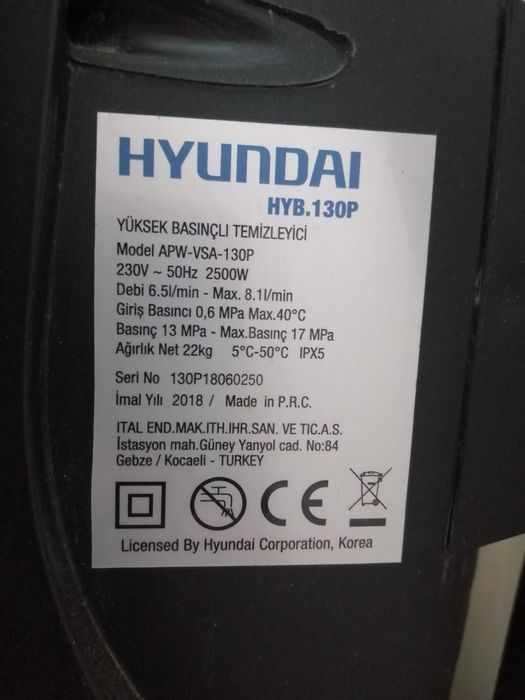 HYUNDAI
HYB.130P
YÜKSEK BASINÇLI TEMİZLEYİCİ
Model APW-VSA-130P
230V ~ 50Hz 2500W
Debi 6.5l/min - Max. 8.1l/min
Giriş Basıncı 0,6 MPa Max.40°C
Basınç 13 MPa - Max.Basınç 17 MPa
Ağırlık Net 22kg 5°C-50°C IPX5
Seri No 130P18060250
İmal Yılı 2018 / Made in P.R.C.
ITAL END.MAK.ITH.IHR.SAN. VE TIC.A.S.
İstasyon mah.Güney Yanyol cad. No:84
Gebze / Kocaeli - TURKEY
CE
Licensed By Hyundai Corporation, Korea